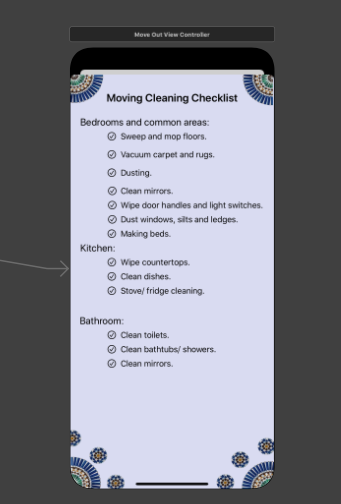 Move Out View Controller
Moving Cleaning Checklist
Bedrooms and common areas:
Sweep and mop floors.
Vacuum carpet and rugs.
Dusting.
Clean mirrors.
Wipe door handles and light switches.
Dust windows, silts and ledges.
Making beds.
Kitchen:
Wipe countertops.
Clean dishes.
Stove/ fridge cleaning.
Bathroom:
Clean toilets.
Clean bathtubs/ showers.
Clean mirrors.